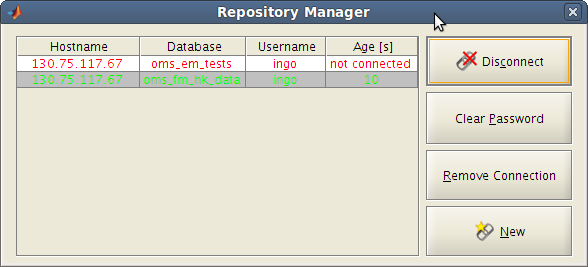 Repository Manager
Hostname Database Username Age [s]
130.75.117.67 oms_em_tests ingo not connected
130.75.117.67 oms_fm_hk_data ingo 10
Disconnect
Clear Password
Remove Connection
New